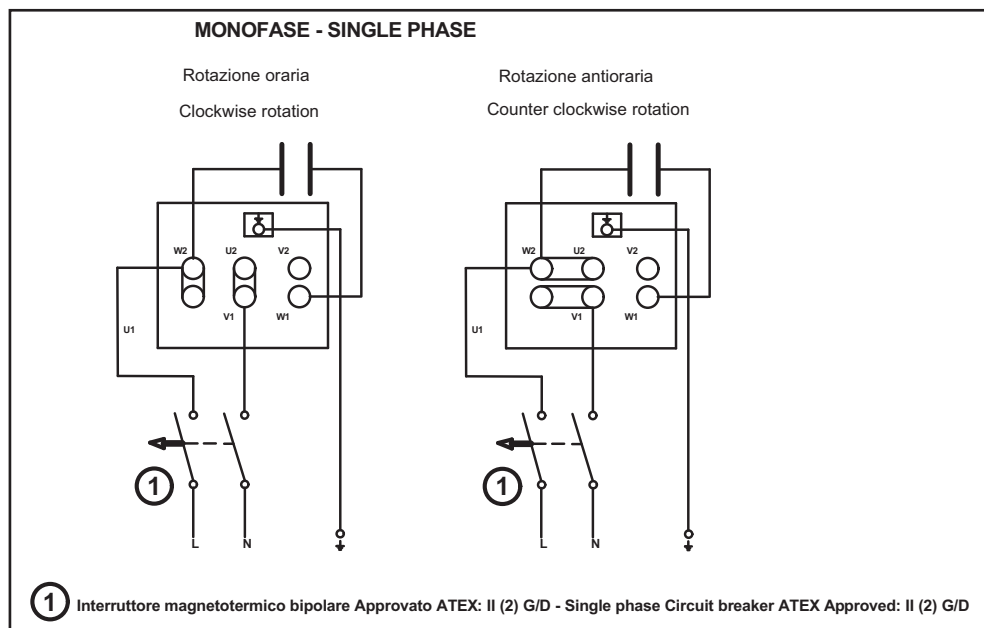 MONOFASE - SINGLE PHASE
Rotazione oraria
Clockwise rotation
Rotazione antioraria
Counter clockwise rotation
W2 U2 V2
V1 W1
U1
1
L N
W2 U2 V2
V1 W1
U1
1
L N
1 Interruttore magnetotermico bipolare Approvato ATEX: II (2) G/D - Single phase Circuit breaker ATEX Approved: II (2) G/D